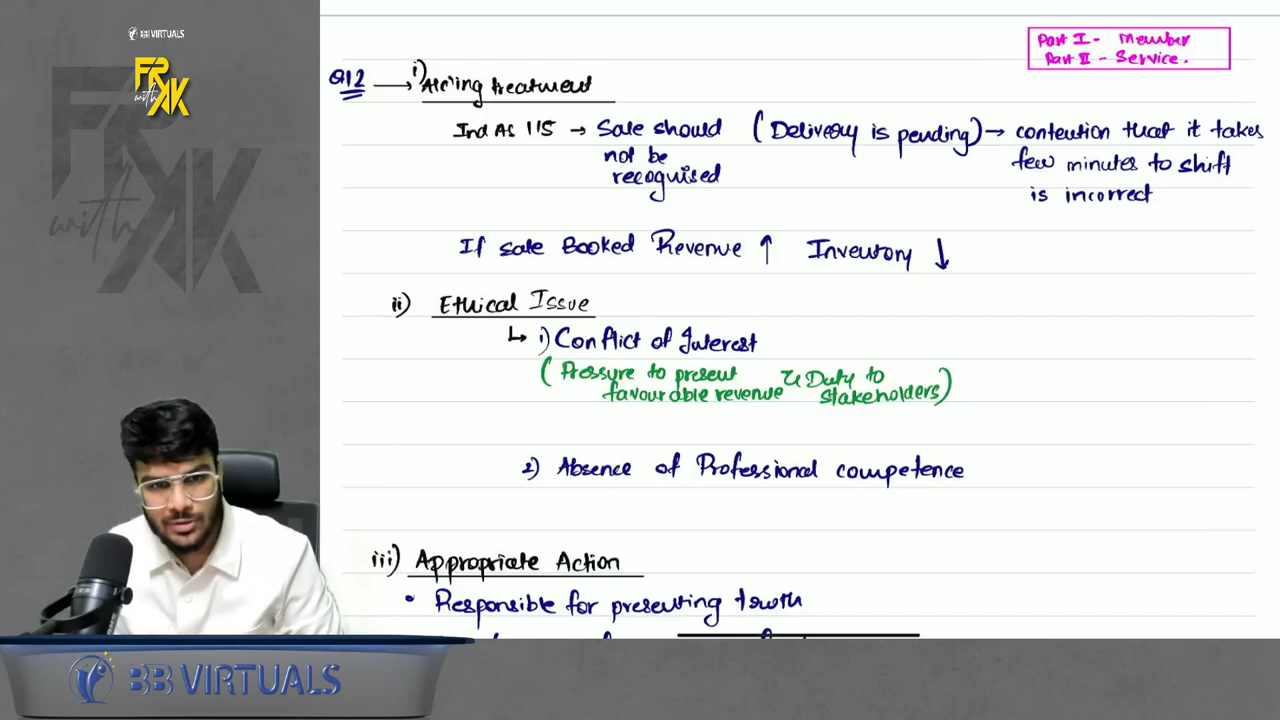 BB VIRTUALS
FR
with
AK
FR
with
AK
Part I - Member
Part II - Service.
Q12 → i) A/c'ing treatment
Ind AS 115 → Sale should (Delivery is pending) → contention that it takes
not be few minutes to shift
recognised is incorrect
If Sale Booked Revenue ↑ Inventory ↓
ii) Ethical Issue
↳ i) Conflict of Interest
(Pressure to present & Duty to
favourable revenue stakeholders)
2) Absence of Professional competence
iii) Appropriate Action
• Responsible for presenting truth
BB VIRTUALS